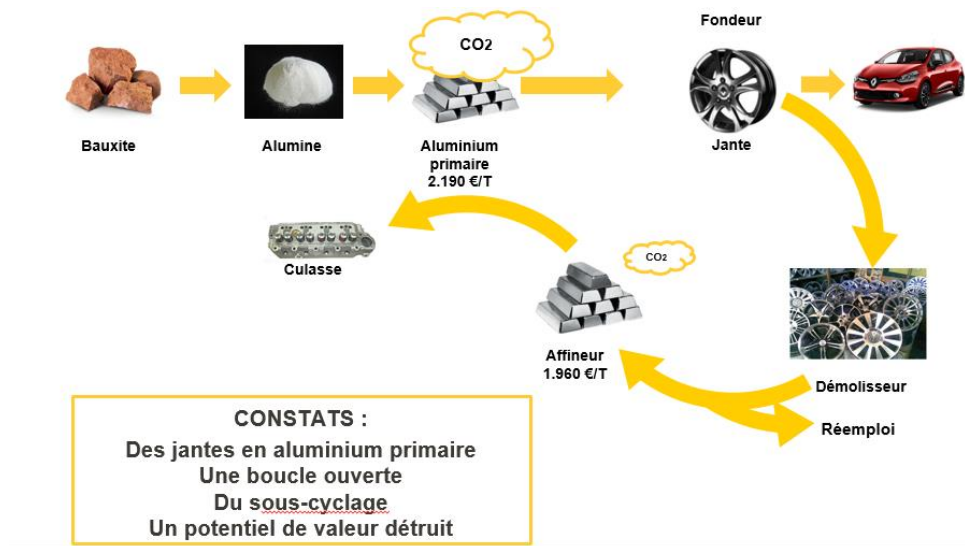 Fondeur
CO2
Bauxite
Alumine
Aluminium
primaire
2.190 €/T
Jante
Culasse
CO2
Affineur
1.960 €/T
Démolisseur
Réemploi
CONSTATS :
Des jantes en aluminium primaire
Une boucle ouverte
Du sous-cyclage
Un potentiel de valeur détruit